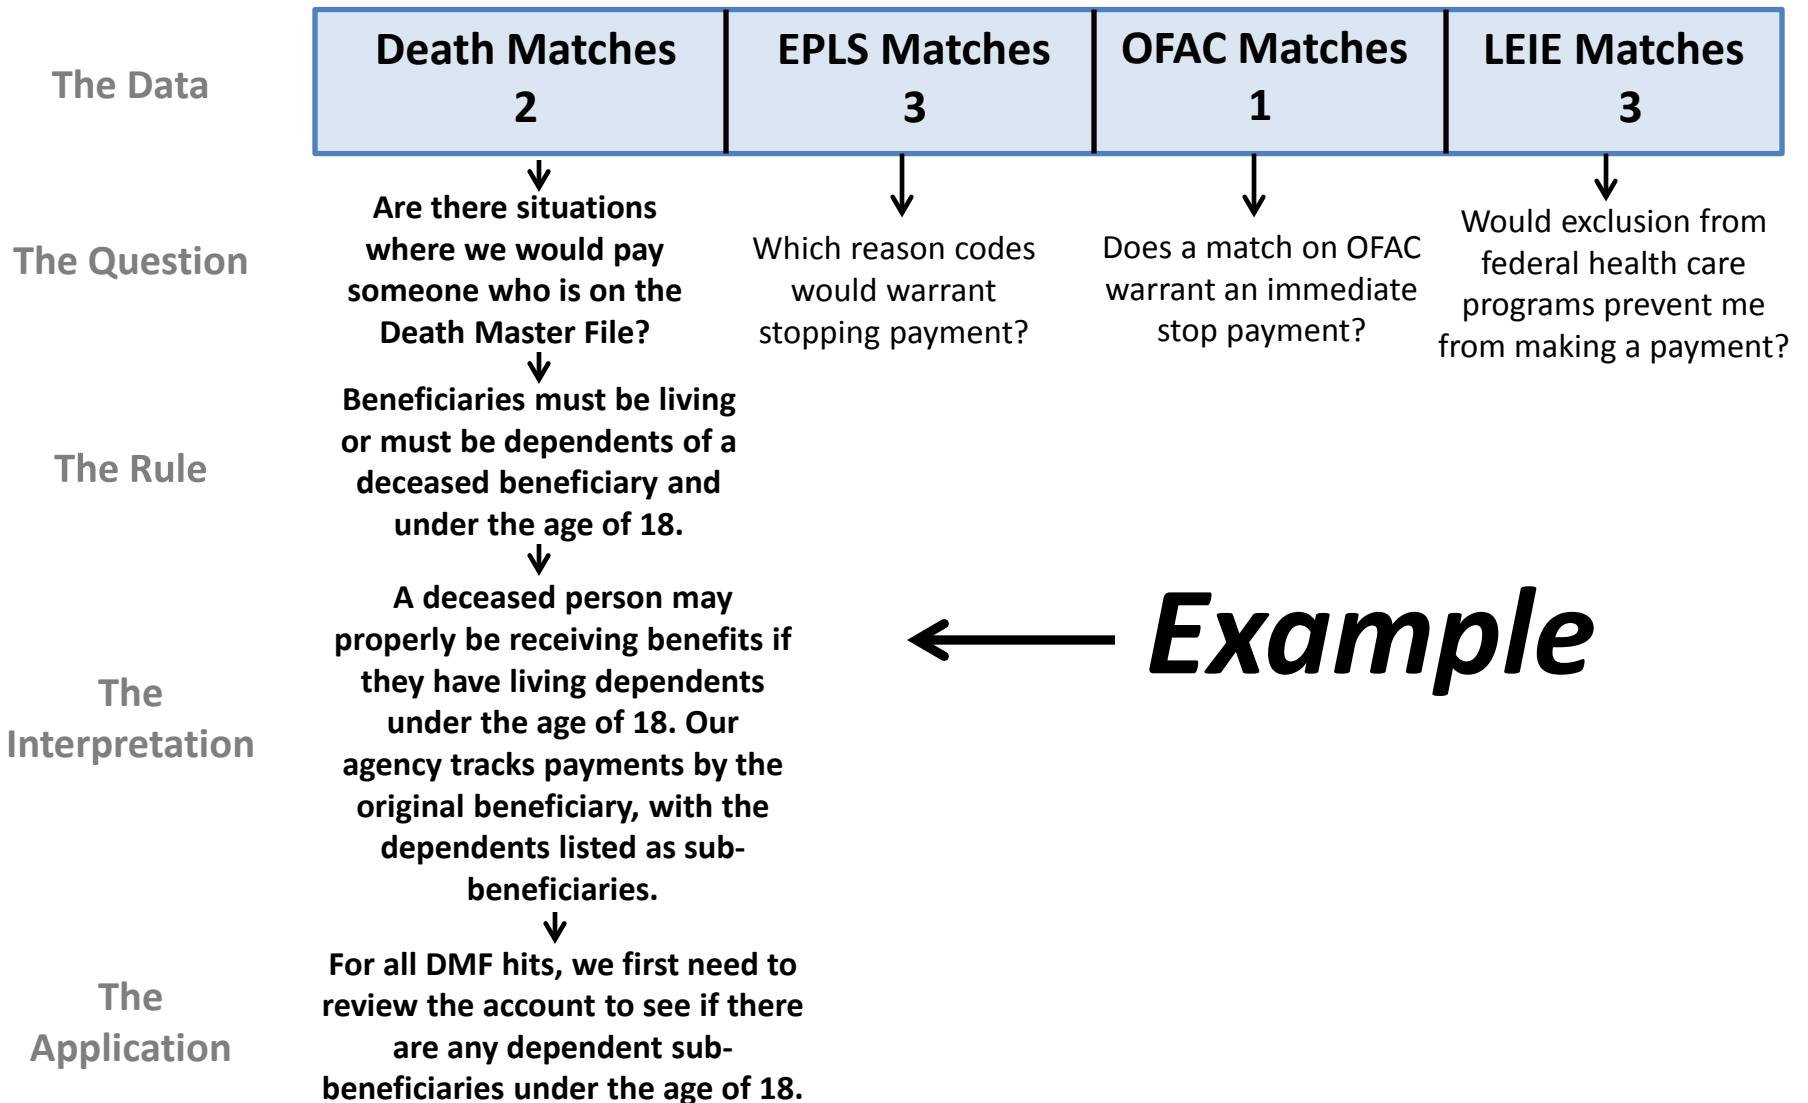 The Data
Death Matches
2
EPLS Matches
3
OFAC Matches
1
LEIE Matches
3
The Question
Are there situations
where we would pay
someone who is on the
Death Master File?
Which reason codes
would warrant
stopping payment?
Does a match on OFAC
warrant an immediate
stop payment?
Would exclusion from
federal health care
programs prevent me
from making a payment?
The Rule
Beneficiaries must be living
or must be dependents of a
deceased beneficiary and
under the age of 18.
The
Interpretation
A deceased person may
properly be receiving benefits if
they have living dependents
under the age of 18. Our
agency tracks payments by the
original beneficiary, with the
dependents listed as sub-
beneficiaries.
Example
The
Application
For all DMF hits, we first need to
review the account to see if there
are any dependent sub-
beneficiaries under the age of 18.